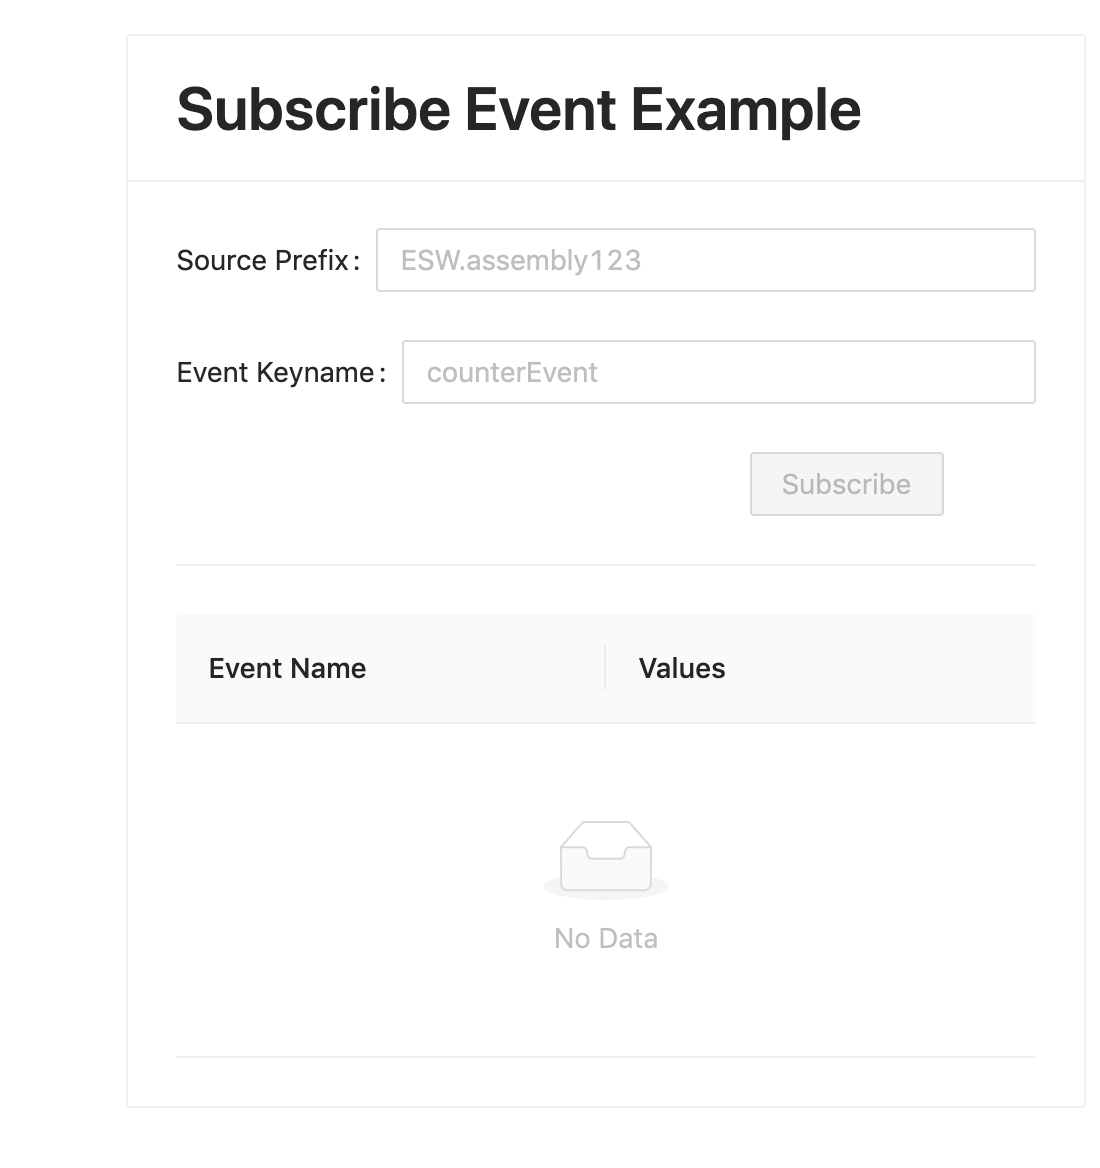 Subscribe Event Example
Source Prefix: ESW.assembly123
Event Keyname: counterEvent
Subscribe
Event Name Values
No Data